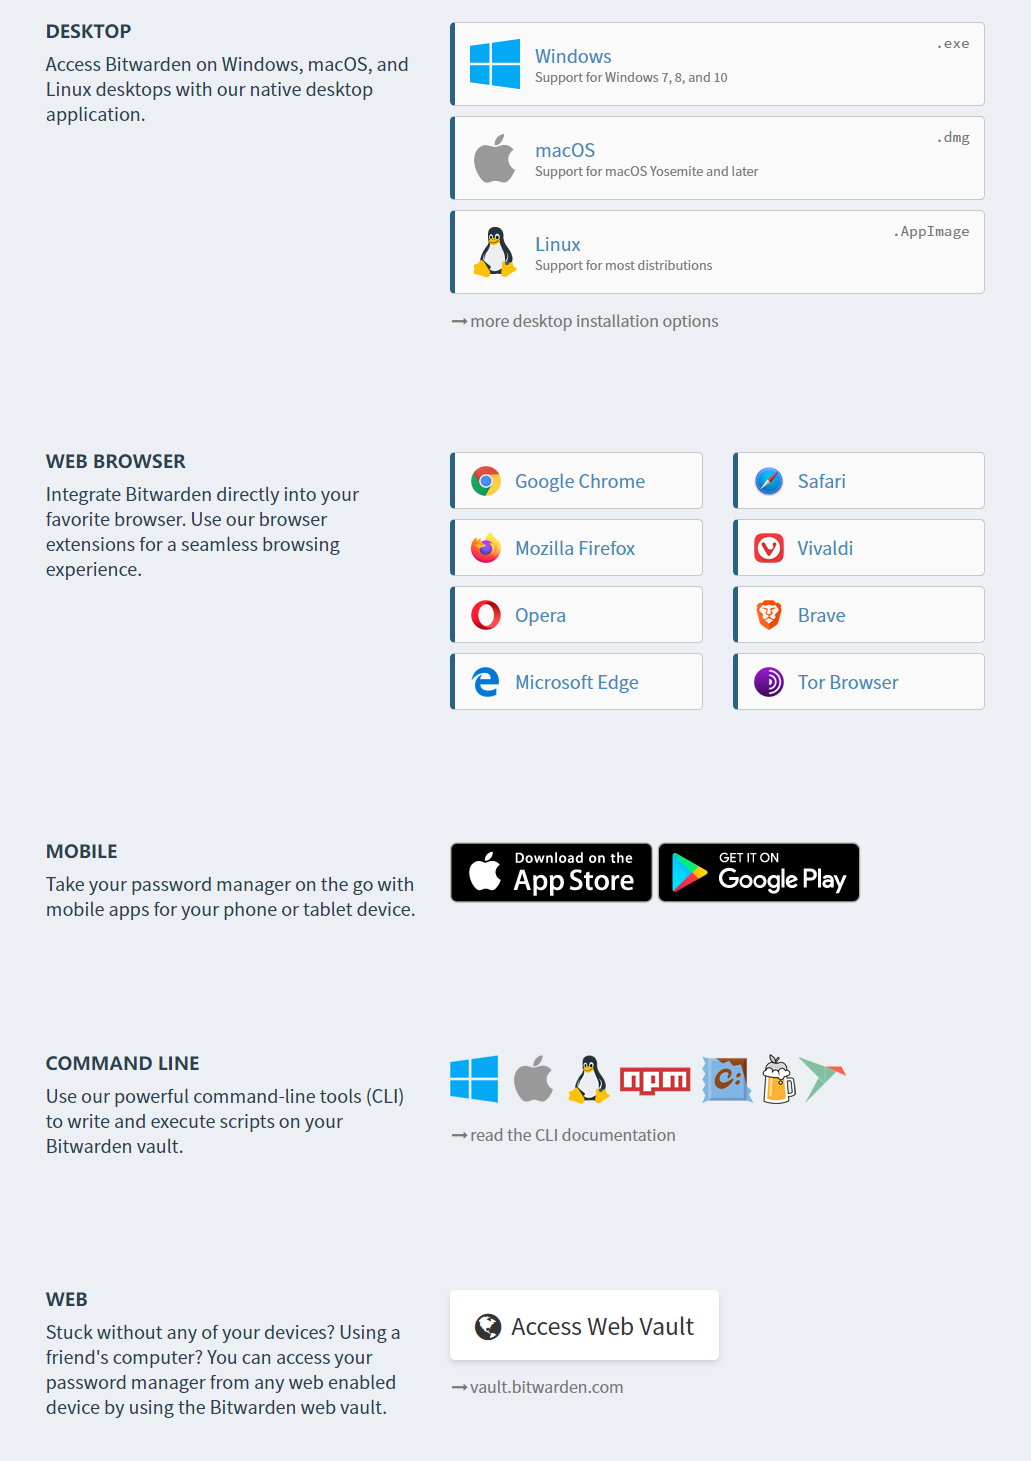 DESKTOP
Access Bitwarden on Windows, macOS, and
Linux desktops with our native desktop
application.
Windows
Support for Windows 7, 8, and 10
.exe
macOS
Support for macOS Yosemite and later
.dmg
Linux
Support for most distributions
.AppImage
→more desktop installation options
WEB BROWSER
Integrate Bitwarden directly into your
favorite browser. Use our browser
extensions for a seamless browsing
experience.
Google Chrome
Safari
Mozilla Firefox
Vivaldi
Opera
Brave
Microsoft Edge
Tor Browser
MOBILE
Take your password manager on the go with
mobile apps for your phone or tablet device.
Download on the
App Store
GET IT ON
Google Play
COMMAND LINE
Use our powerful command-line tools (CLI)
to write and execute scripts on your
Bitwarden vault.
npm
C:
→read the CLI documentation
WEB
Stuck without any of your devices? Using a
friend's computer? You can access your
password manager from any web enabled
device by using the Bitwarden web vault.
Access Web Vault
→vault.bitwarden.com